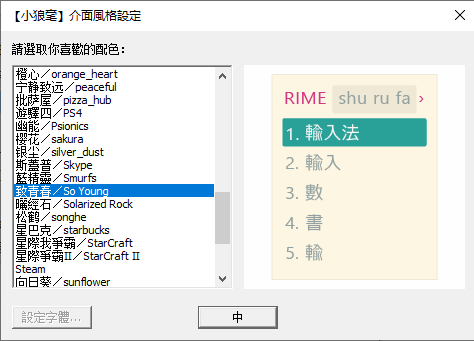 【小狼毫】介面風格設定
請選取你喜歡的配色：
橙心／orange_heart
宁静致远／peaceful
批萨屋／pizza_hub
遊驛四／PS4
幽能／Psionics
櫻花／sakura
银尘／silver_dust
斯蓋普／Skype
藍精靈／Smurfs
致青春／So Young
曬經石／Solarized Rock
松鹤／songhe
星巴克／starbucks
星際我爭霸／StarCraft
星際爭霸II／StarCraft II
Steam
向日葵／sunflower
RIME shu ru fa ›
1. 輸入法
2. 輸入
3. 數
4. 書
5. 輸
設定字體...
中